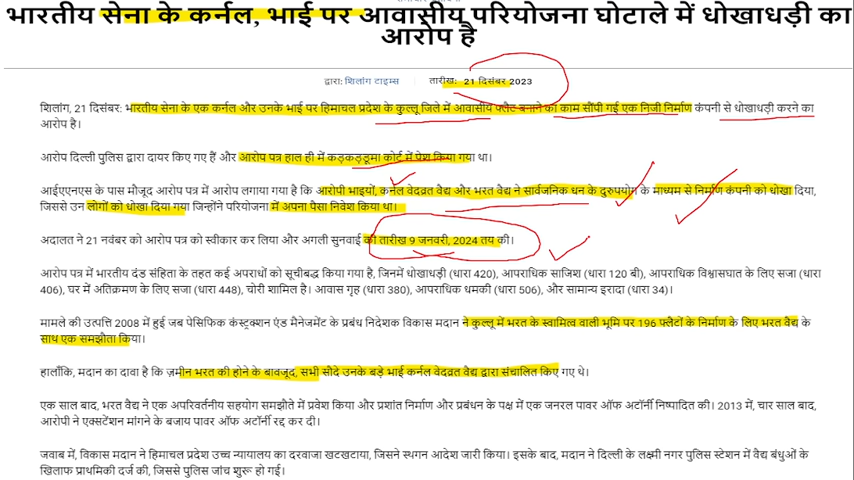 भारतीय सेना के कर्नल, भाई पर आवासीय परियोजना घोटाले में धोखाधड़ी का
आरोप है
द्वारा: शिलांग टाइम्स तारीख: 21 दिसंबर 2023
शिलांग, 21 दिसंबर: भारतीय सेना के एक कर्नल और उनके भाई पर हिमाचल प्रदेश के कुल्लू जिले में आवासीय फ्लैट बनाने का काम सौंपी गई एक निजी निर्माण कंपनी से धोखाधड़ी करने का
आरोप है।
आरोप दिल्ली पुलिस द्वारा दायर किए गए हैं और आरोप पत्र हाल ही में कड़कड़डूमा कोर्ट में पेश किया गया था।
आईएएनएस के पास मौजूद आरोप पत्र में आरोप लगाया गया है कि आरोपी भाइयों, कर्नल वेदव्रत वैद्य और भरत वैद्य ने सार्वजनिक धन के दुरुपयोग के माध्यम से निर्माण कंपनी को धोखा दिया,
जिससे उन लोगों को धोखा दिया गया जिन्होंने परियोजना में अपना पैसा निवेश किया था।
अदालत ने 21 नवंबर को आरोप पत्र को स्वीकार कर लिया और अगली सुनवाई की तारीख 9 जनवरी, 2024 तय की।
आरोप पत्र में भारतीय दंड संहिता के तहत कई अपराधों को सूचीबद्ध किया गया है, जिनमें धोखाधड़ी (धारा 420), आपराधिक साजिश (धारा 120 बी), आपराधिक विश्वासघात के लिए सजा (धारा
406), घर में अतिक्रमण के लिए सजा (धारा 448), चोरी शामिल है। आवास गृह (धारा 380), आपराधिक धमकी (धारा 506), और सामान्य इरादा (धारा 34)।
मामले की उत्पत्ति 2008 में हुई जब पेसिफिक कंस्ट्रक्शन एंड मैनेजमेंट के प्रबंध निदेशक विकास मदान ने कुल्लू में भरत के स्वामित्व वाली भूमि पर 196 फ्लैटों के निर्माण के लिए भरत वैद्य के
साथ एक समझौता किया।
हालाँकि, मदान का दावा है कि ज़मीन भरत की होने के बावजूद, सभी सौदे उनके बड़े भाई कर्नल वेदव्रत वैद्य द्वारा संचालित किए गए थे।
एक साल बाद, भरत वैद्य ने एक अपरिवर्तनीय सहयोग समझौते में प्रवेश किया और प्रशांत निर्माण और प्रबंधन के पक्ष में एक जनरल पावर ऑफ अटॉर्नी निष्पादित की। 2013 में, चार साल बाद,
आरोपी ने एक्सटेंशन मांगने के बजाय पावर ऑफ अटॉर्नी रद्द कर दी।
जवाब में, विकास मदान ने हिमाचल प्रदेश उच्च न्यायालय का दरवाजा खटखटाया, जिसने स्थगन आदेश जारी किया। इसके बाद, मदान ने दिल्ली के लक्ष्मी नगर पुलिस स्टेशन में वैद्य बंधुओं के
खिलाफ प्राथमिकी दर्ज की, जिससे पुलिस जांच शुरू हो गई।